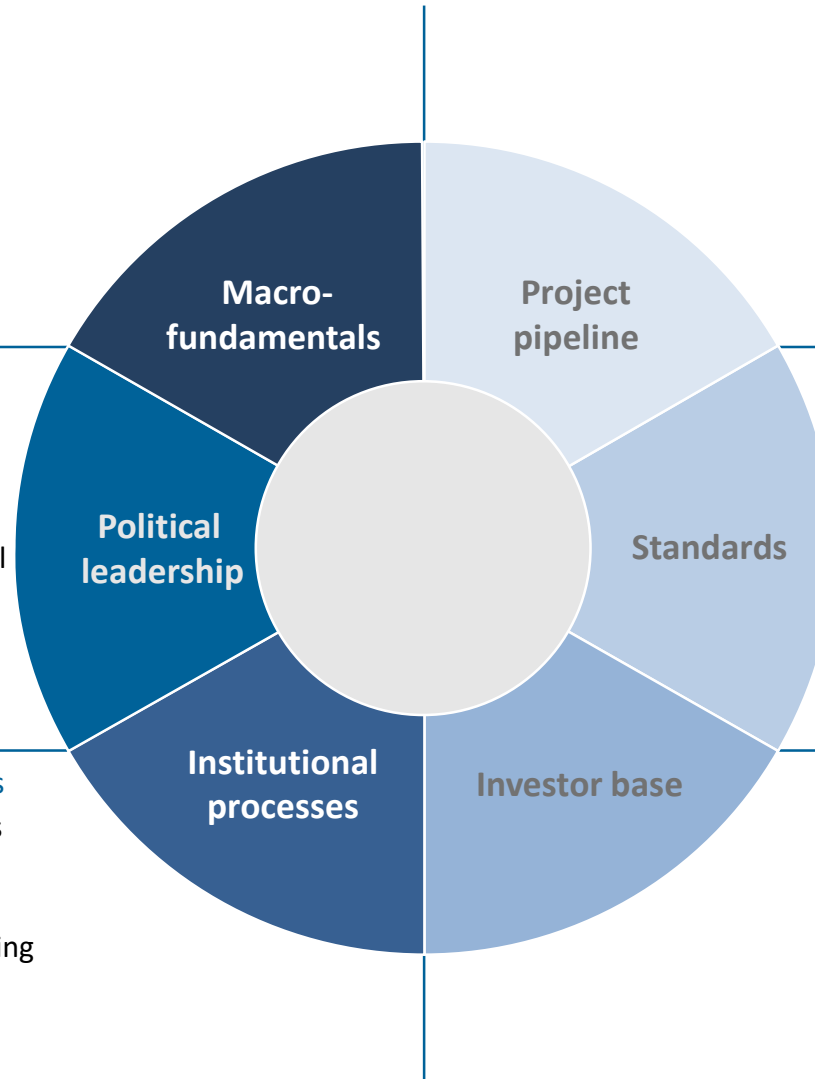 Macro-
fundamentals
Project
pipeline
Political
leadership
Standards
Institutional
processes
Investor base